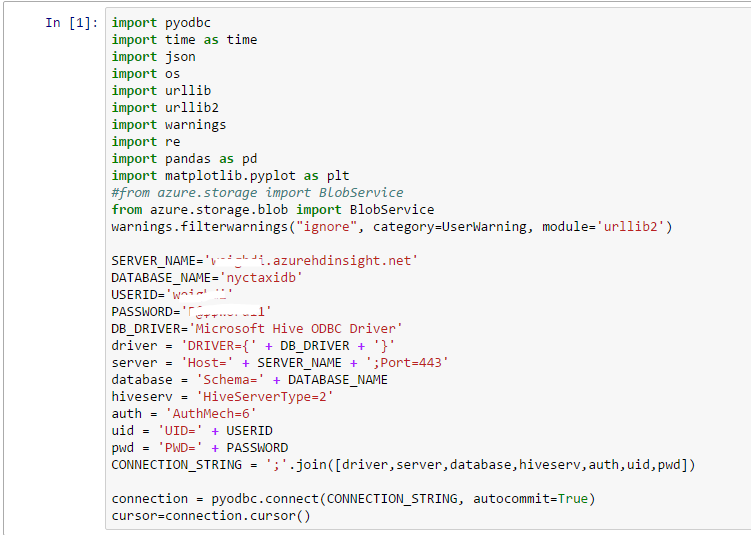 In [1]:
import pyodbc
import time as time
import json
import os
import urllib
import urllib2
import warnings
import re
import pandas as pd
import matplotlib.pyplot as plt
#from azure.storage import BlobService
from azure.storage.blob import BlobService
warnings.filterwarnings("ignore", category=UserWarning, module='urllib2')
SERVER_NAME='.azurehdinsight.net'
DATABASE_NAME='nyctaxidb'
USERID=
PASSWORD=
DB_DRIVER='Microsoft Hive ODBC Driver'
driver = 'DRIVER={' + DB_DRIVER + '}'
server = 'Host=' + SERVER_NAME + ';Port=443'
database = 'Schema=' + DATABASE_NAME
hiveserv = 'HiveServerType=2'
auth = 'AuthMech=6'
uid = 'UID=' + USERID
pwd = 'PWD=' + PASSWORD
CONNECTION_STRING = ';'.join([driver,server,database,hiveserv,auth,uid,pwd])
connection = pyodbc.connect(CONNECTION_STRING, autocommit=True)
cursor=connection.cursor()